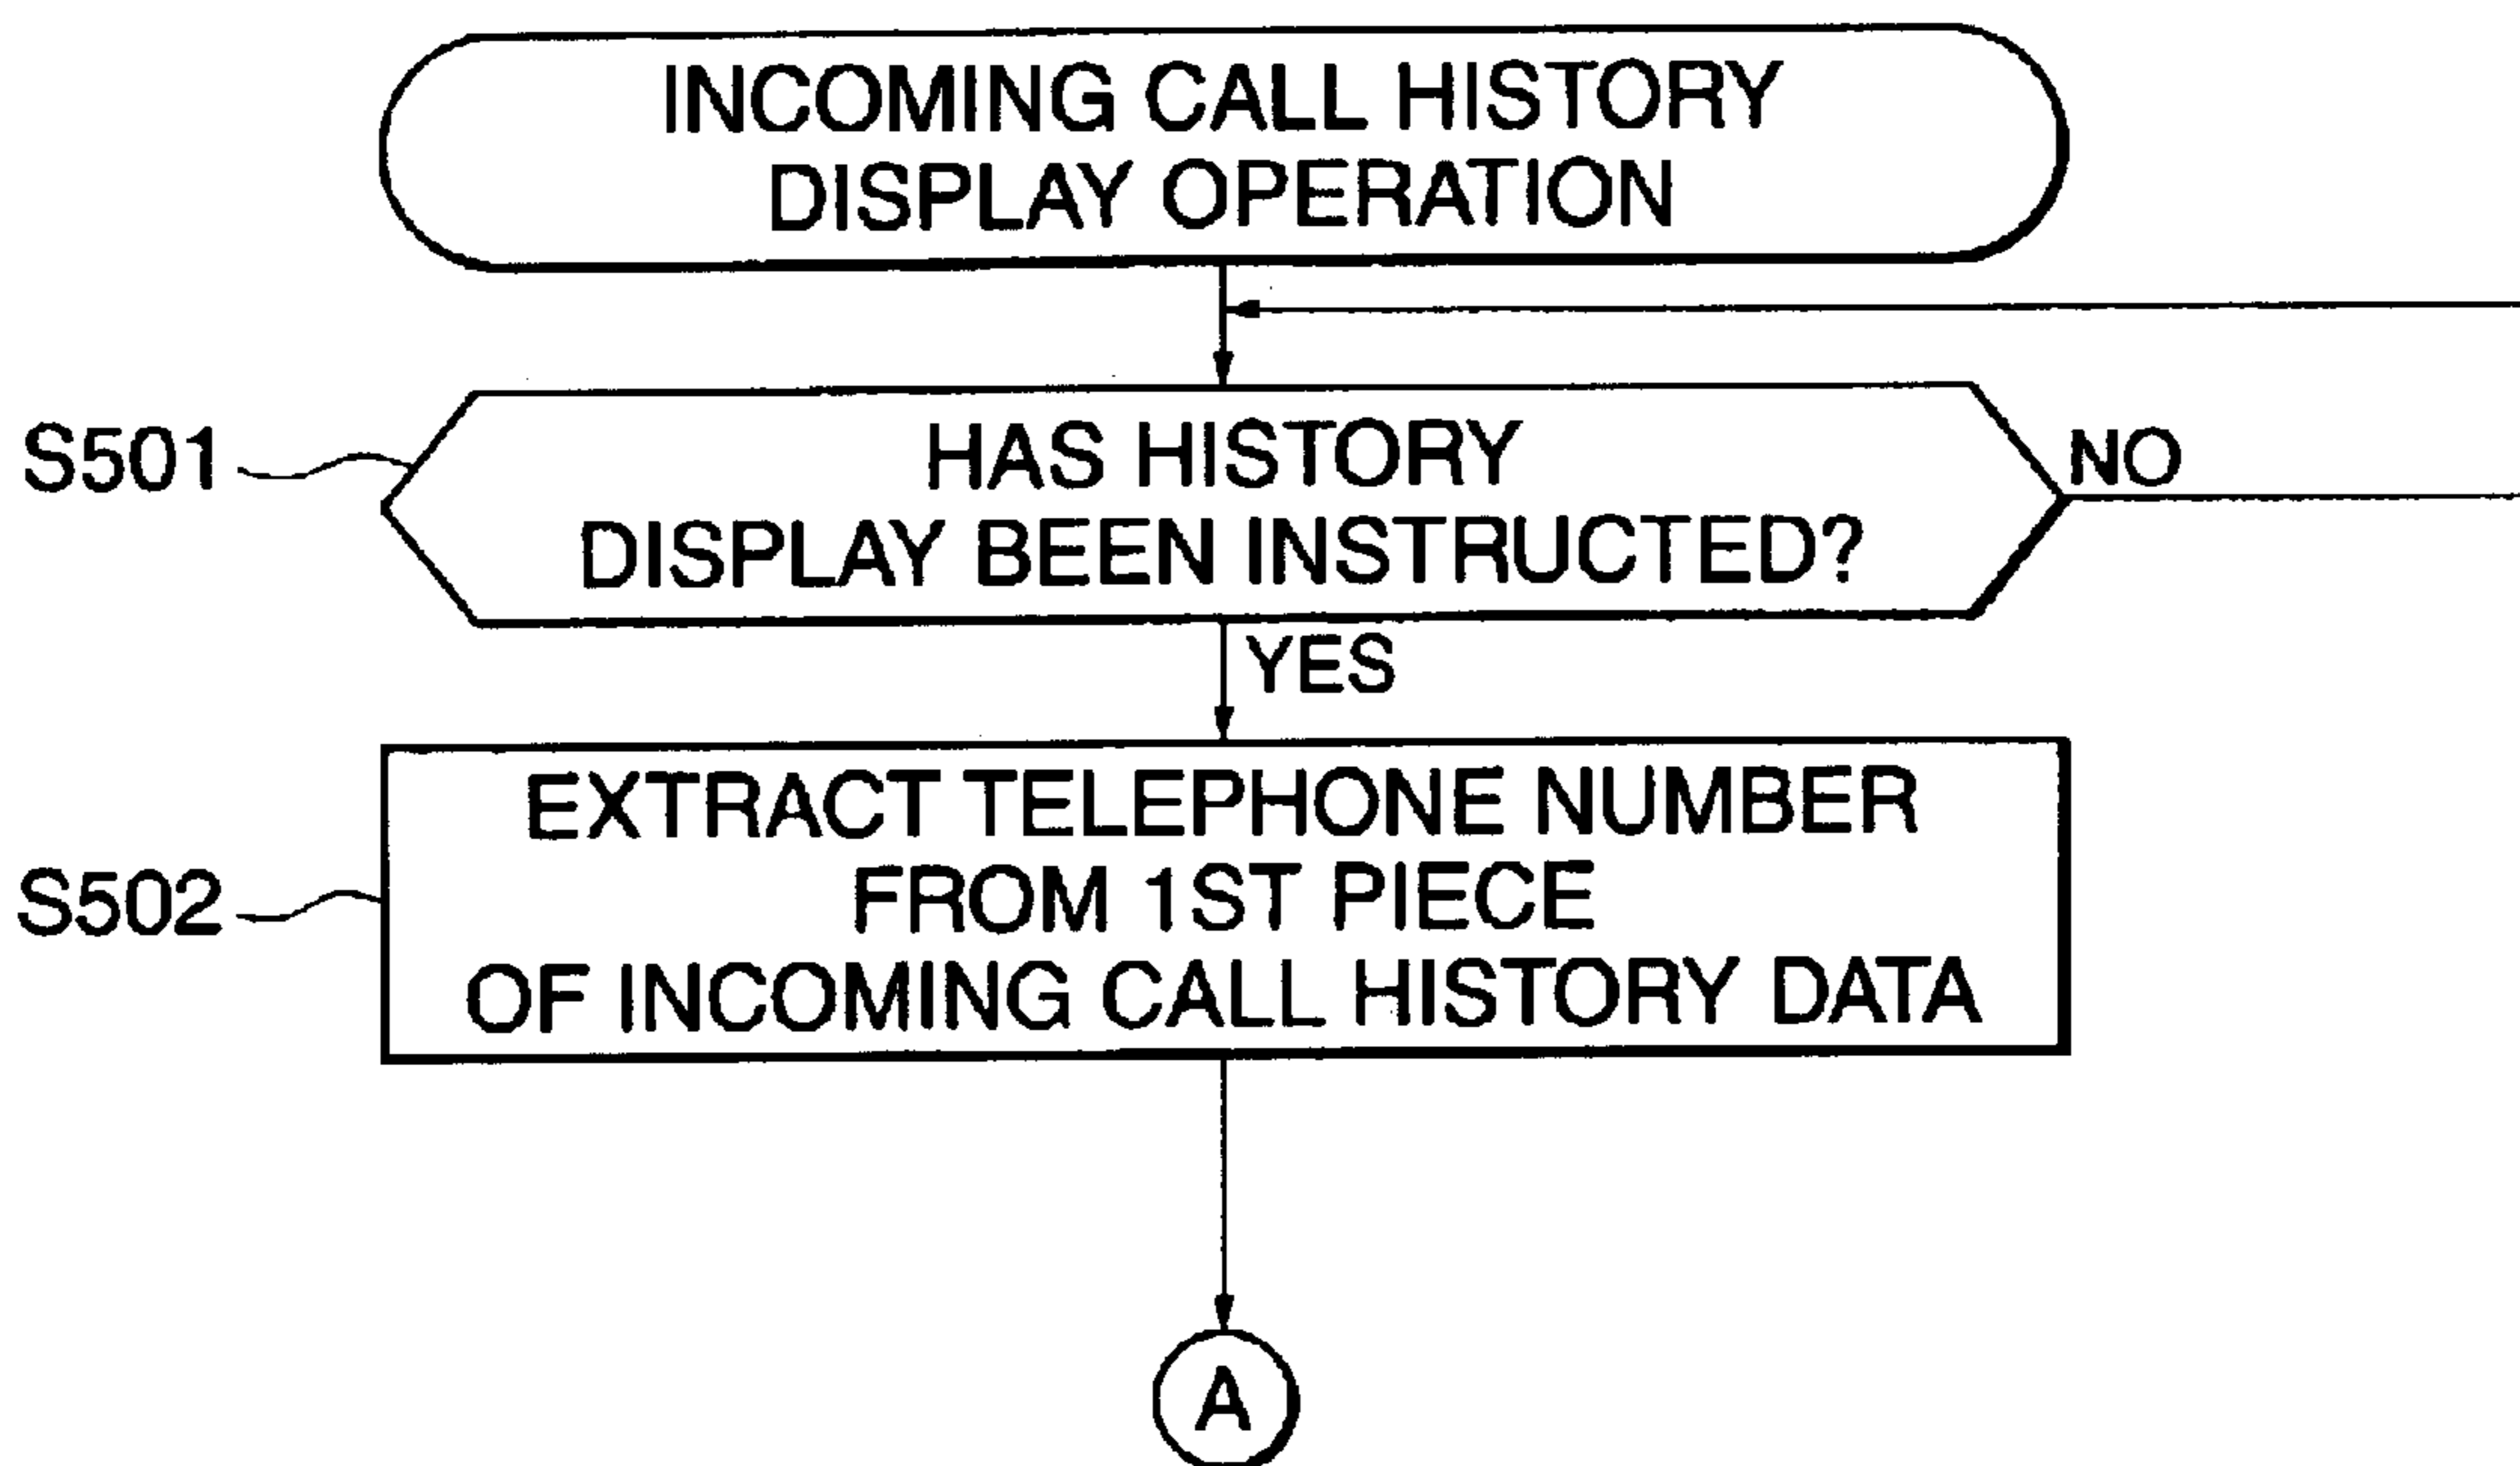 INCOMING CALL HISTORY
DISPLAY OPERATION
S501
HAS HISTORY
DISPLAY BEEN INSTRUCTED?
NO
YES
S502
EXTRACT TELEPHONE NUMBER
FROM 1ST PIECE
OF INCOMING CALL HISTORY DATA
A